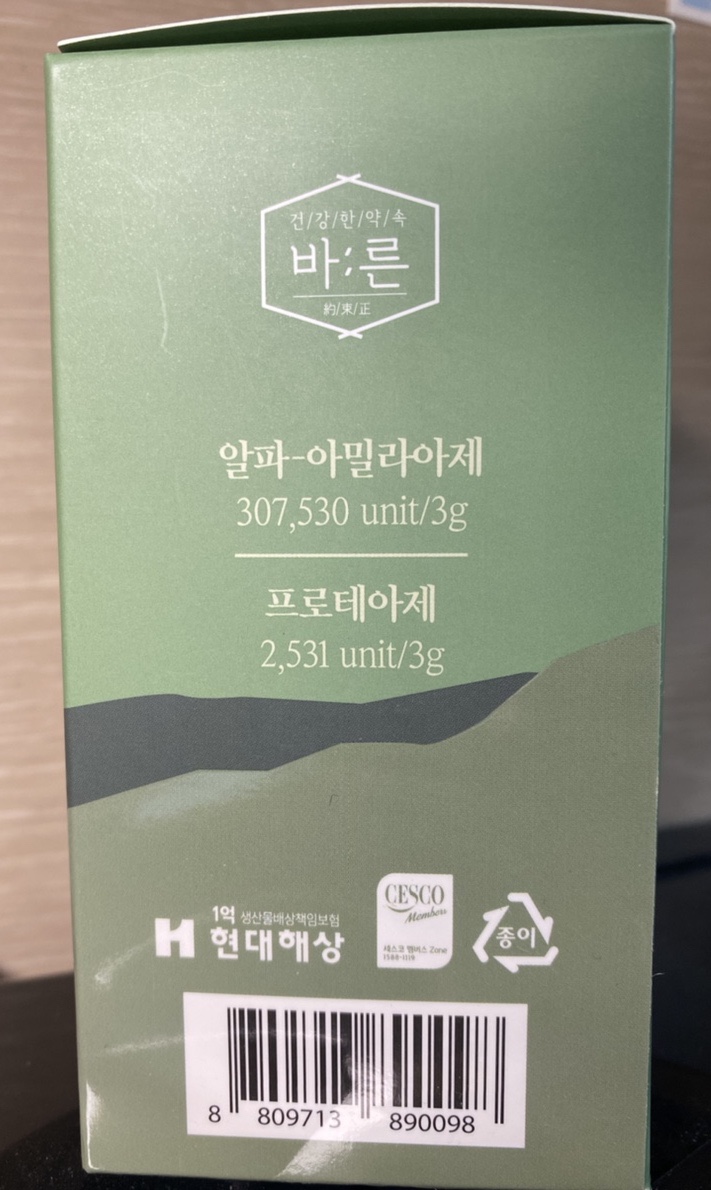 건/강/한/약/속
바;른
約/束/正
알파-아밀라아제
307,530 unit/3g
프로테아제
2,531 unit/3g
1억 생산물배상책임보험
H 현대해상
CESCO
Members
세스코 멤버스 Zone
1588-1119
종이
8 809713 890098